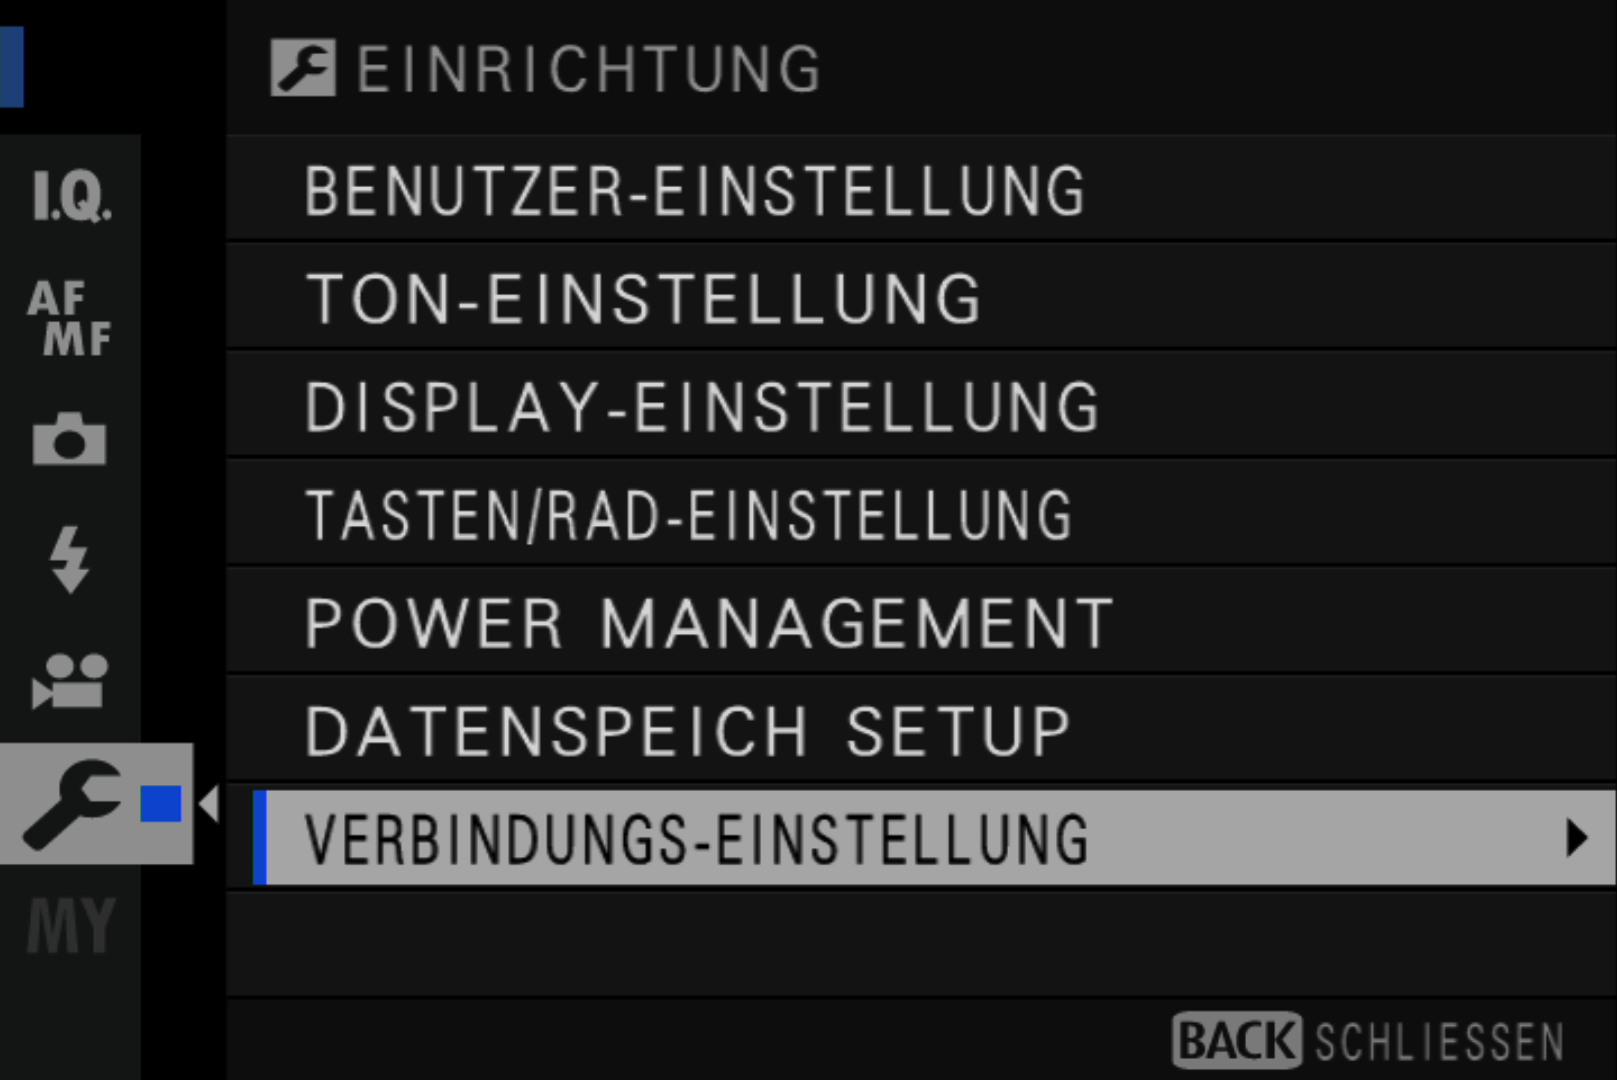 EINRICHTUNG
I.Q.
AF
MF
MY
BENUTZER-EINSTELLUNG
TON-EINSTELLUNG
DISPLAY-EINSTELLUNG
TASTEN/RAD-EINSTELLUNG
POWER MANAGEMENT
DATENSPEICH SETUP
VERBINDUNGS-EINSTELLUNG
BACK SCHLIESSEN